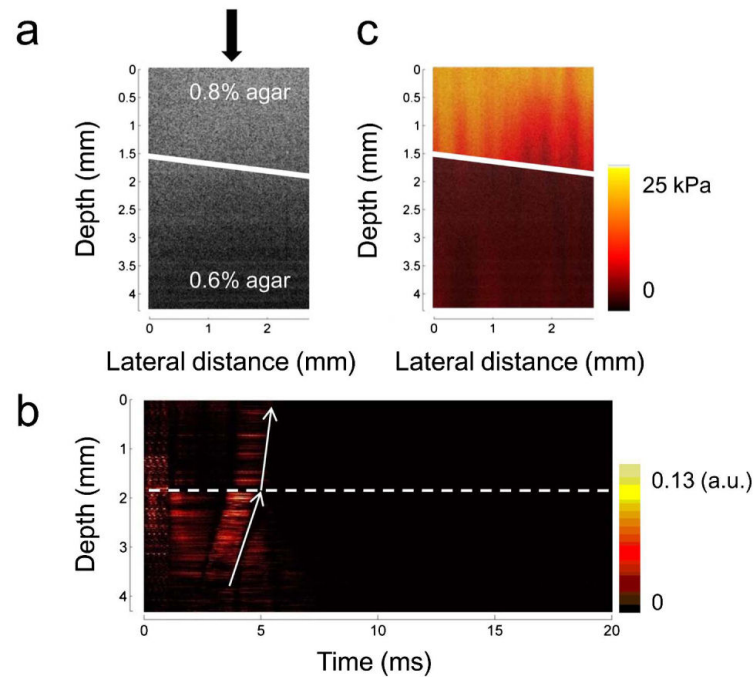 a
c
0.8% agar
0.6% agar
Depth (mm)
0
0.5
1
1.5
2
2.5
3
3.5
4
0 1 2
Lateral distance (mm)
Depth (mm)
0
0.5
1
1.5
2
2.5
3
3.5
4
0 1 2
Lateral distance (mm)
25 kPa
0
b
Depth (mm)
0
1
2
3
4
0 5 10 15 20
Time (ms)
0.13 (a.u.)
0